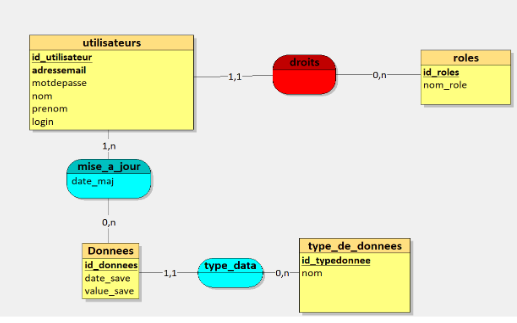 utilisateurs
id_utilisateur
adressemail
motdepasse
nom
prenom
login
1,1
droits
0,n
roles
id_roles
nom_role
1,n
mise_a_jour
date_maj
0,n
Donnees
id_donnees
date_save
value_save
1,1
type_data
0,n
type_de_donnees
id_typedonnee
nom